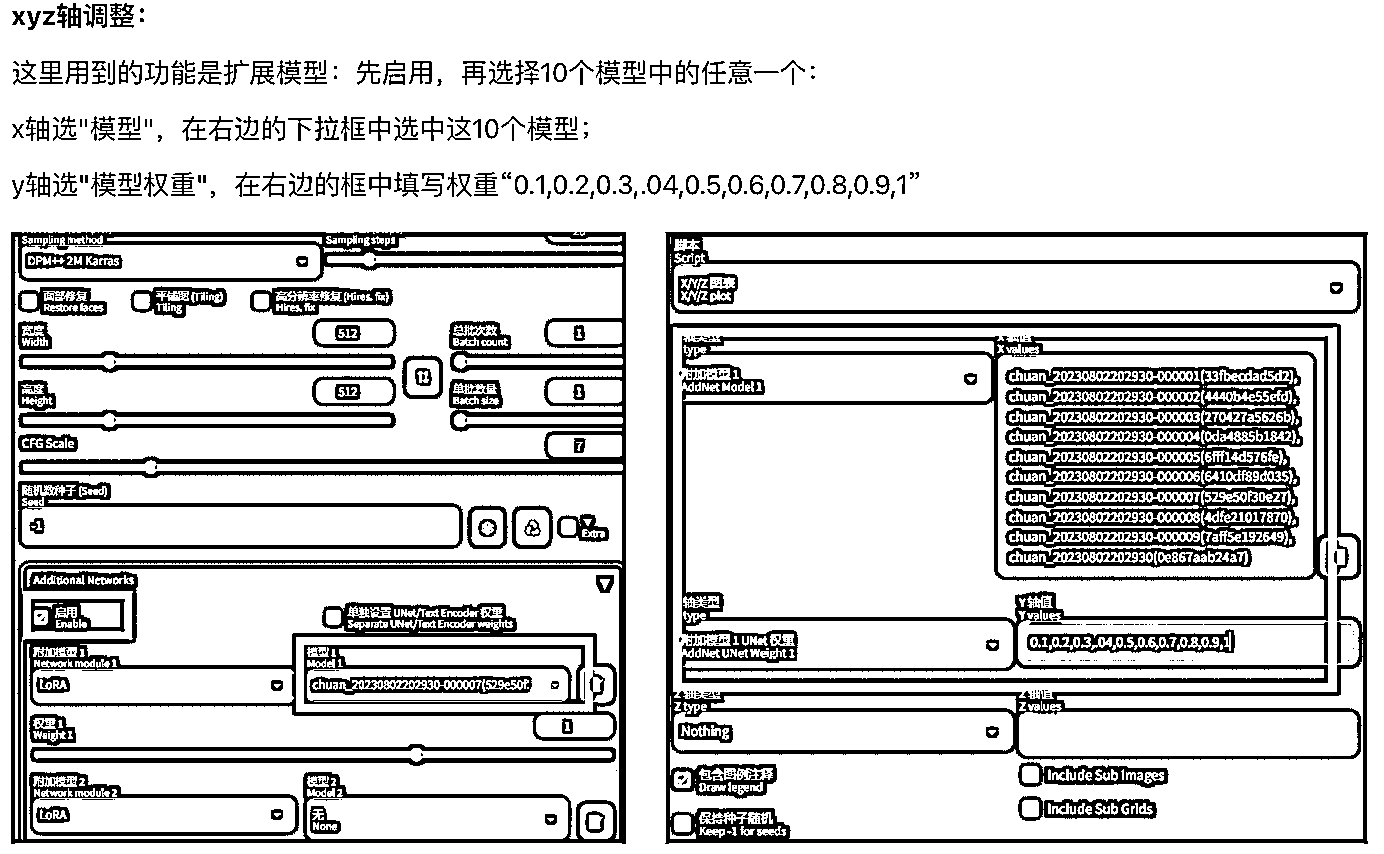 xyz轴调整：
这里用到的功能是扩展模型：先启用，再选择10个模型中的任意一个：
x轴选"模型"，在右边的下拉框中选中这10个模型；
y轴选"模型权重"，在右边的框中填写权重“0.1,0.2,0.3,.04,0.5,0.6,0.7,0.8,0.9,1”
Sampling method
Sampling steps
DPM++ 2M Karras
面部修复
Restore faces
平铺图 (Tiling)
Tiling
高分辨率修复 (Hires. fix)
Hires. fix
宽度
Width
512
总批次数
Batch count
1
高度
Height
512
单批数量
Batch size
1
CFG Scale
7
随机数种子 (Seed)
Seed
-1
Extra
Additional Networks
启用
Enable
单独设置 UNet/Text Encoder 权重
Separate UNet/Text Encoder weights
附加模型 1
Network module 1
LoRA
模型 1
Model 1
chuan_20230802202930-000007(529e50f
权重 1
Weight 1
1
附加模型 2
Network module 2
LoRA
模型 2
Model 2
无
None
脚本
Script
X/Y/Z 图表
X/Y/Z plot
轴类型
type
附加模型 1
AddNet Model 1
X 轴值
X values
chuan_20230802202930-000001(33fbecdad5d2),
chuan_20230802202930-000002(4440b4e55efd),
chuan_20230802202930-000003(270427a5626b),
chuan_20230802202930-000004(0da4885b1842),
chuan_20230802202930-000005(6fff14d576fe),
chuan_20230802202930-000006(6410df89d035),
chuan_20230802202930-000007(529e50f30e27),
chuan_20230802202930-000008(4dfe21017870),
chuan_20230802202930-000009(7aff5e192649),
chuan_20230802202930(0e867aab24a7)
轴类型
type
附加模型 1 UNet 权重
AddNet UNet Weight 1
Y 轴值
Y values
0.1,0.2,0.3,.04,0.5,0.6,0.7,0.8,0.9,1
Z 轴类型
Z type
Nothing
Z 轴值
Z values
包含图例注释
Draw legend
保持种子随机
Keep -1 for seeds
Include Sub Images
Include Sub Grids